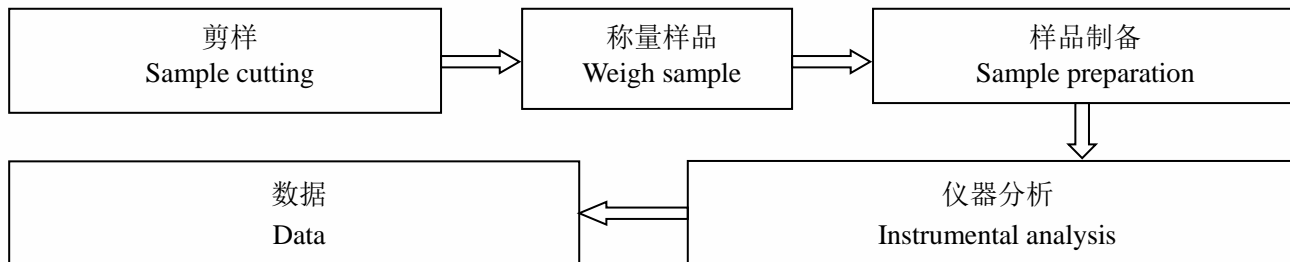 剪样
Sample cutting
称量样品
Weigh sample
样品制备
Sample preparation
仪器分析
Instrumental analysis
数据
Data